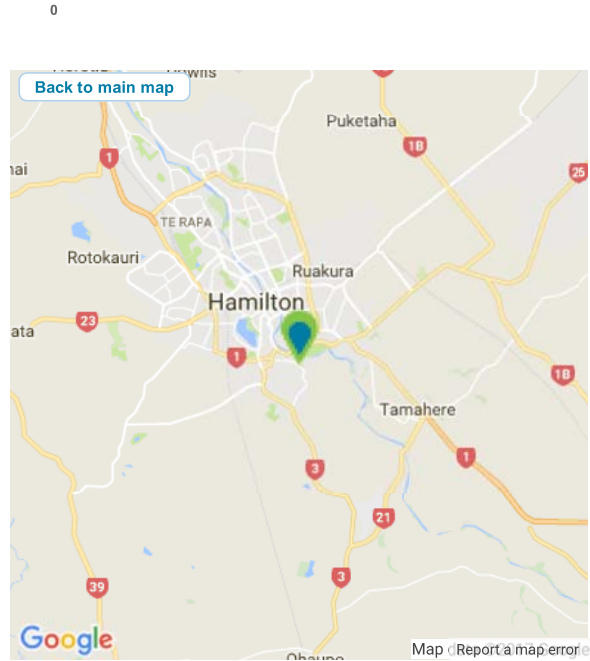 0
Back to main map
Puketaha
1B
1
26
TE RAPA
Rotokauri
Ruakura
Hamilton
23
1
1B
Tamahere
1
3
21
3
39
Google
Map
Report a map error